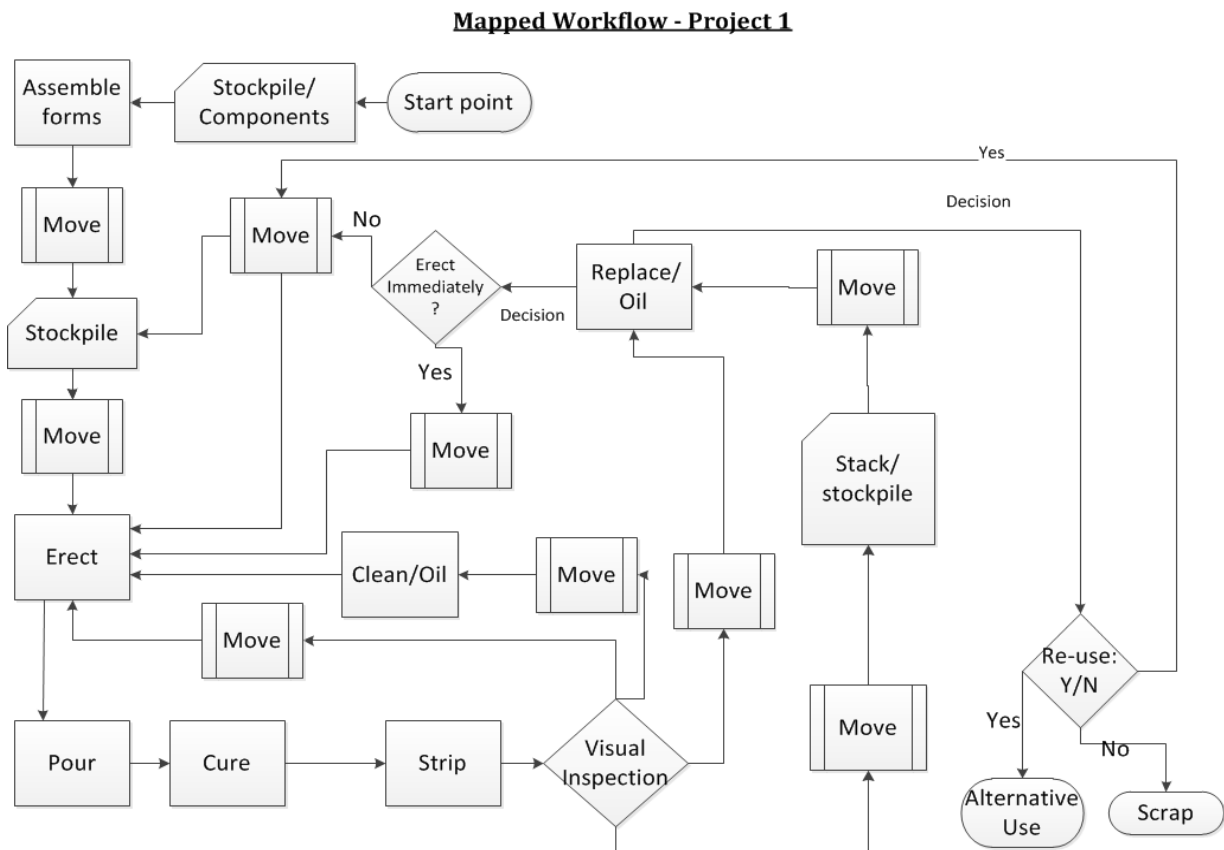 Mapped Workflow - Project 1
Assemble
forms
Stockpile/
Components
Start point
Yes
Decision
Move
Move
No
Erect
Immediately
?
Decision
Replace/
Oil
Move
Stockpile
Yes
Move
Move
Stack/
stockpile
Erect
Clean/Oil
Move
Move
Move
Re-use:
Y/N
Move
Yes
No
Pour
Cure
Strip
Visual
Inspection
Alternative
Use
Scrap